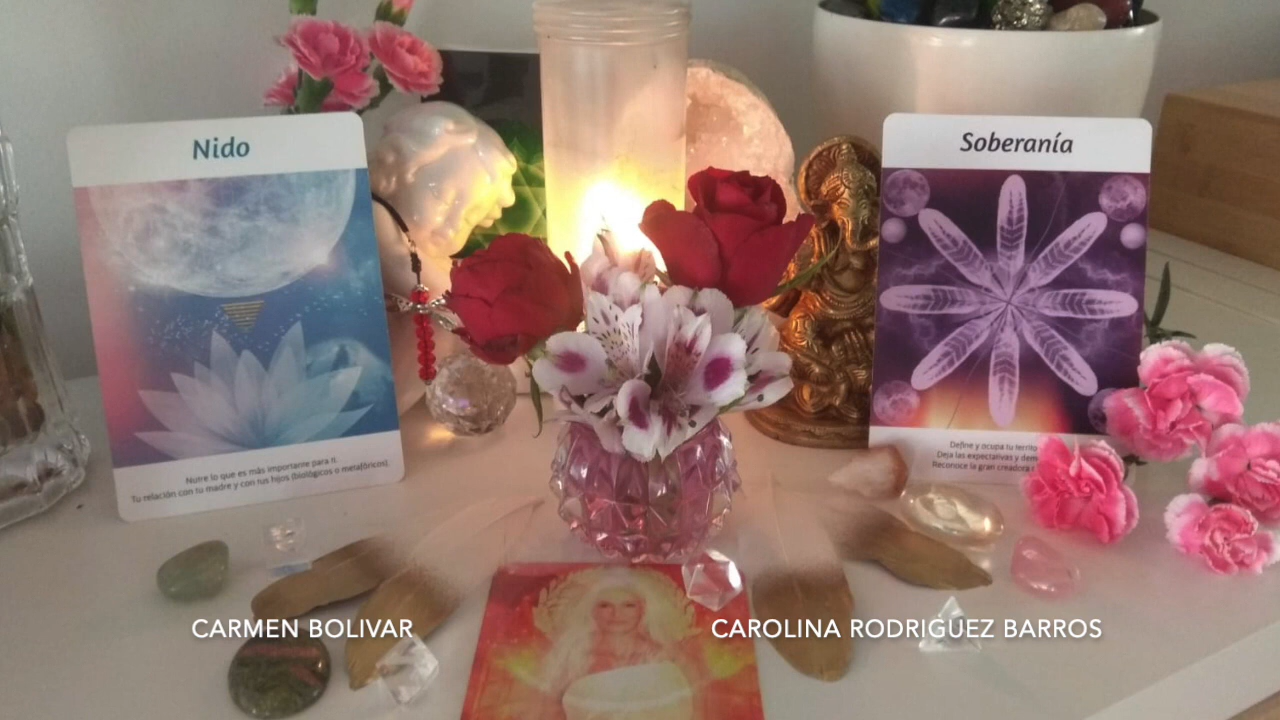 Nido
Nutre lo que es más importante para ti.
Tu relación con tu madre y con tus hijos (biológicos o metafóricos).
Soberanía
Define y ocupa tu
Deja las expectativas y
Reconoce la gran creadora
CARMEN BOLIVAR
CAROLINA RODRIGUEZ BARROS